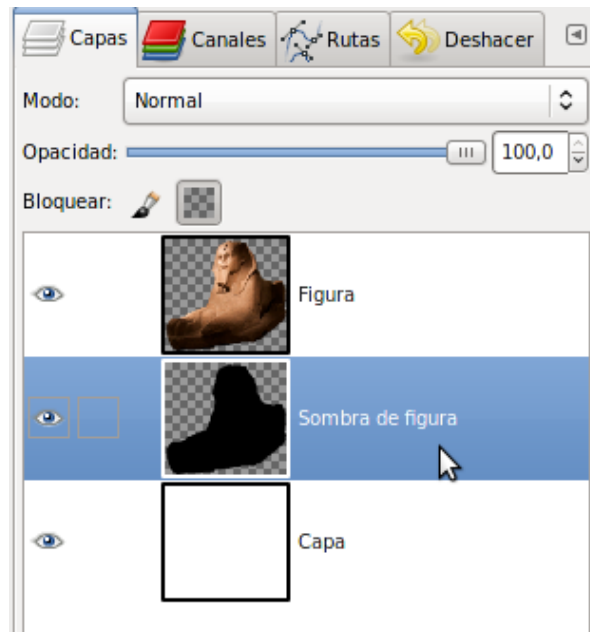 Capas Canales Rutas Deshacer
Modo: Normal
Opacidad: 100,0
Bloquear:
Figura
Sombra de figura
Capa